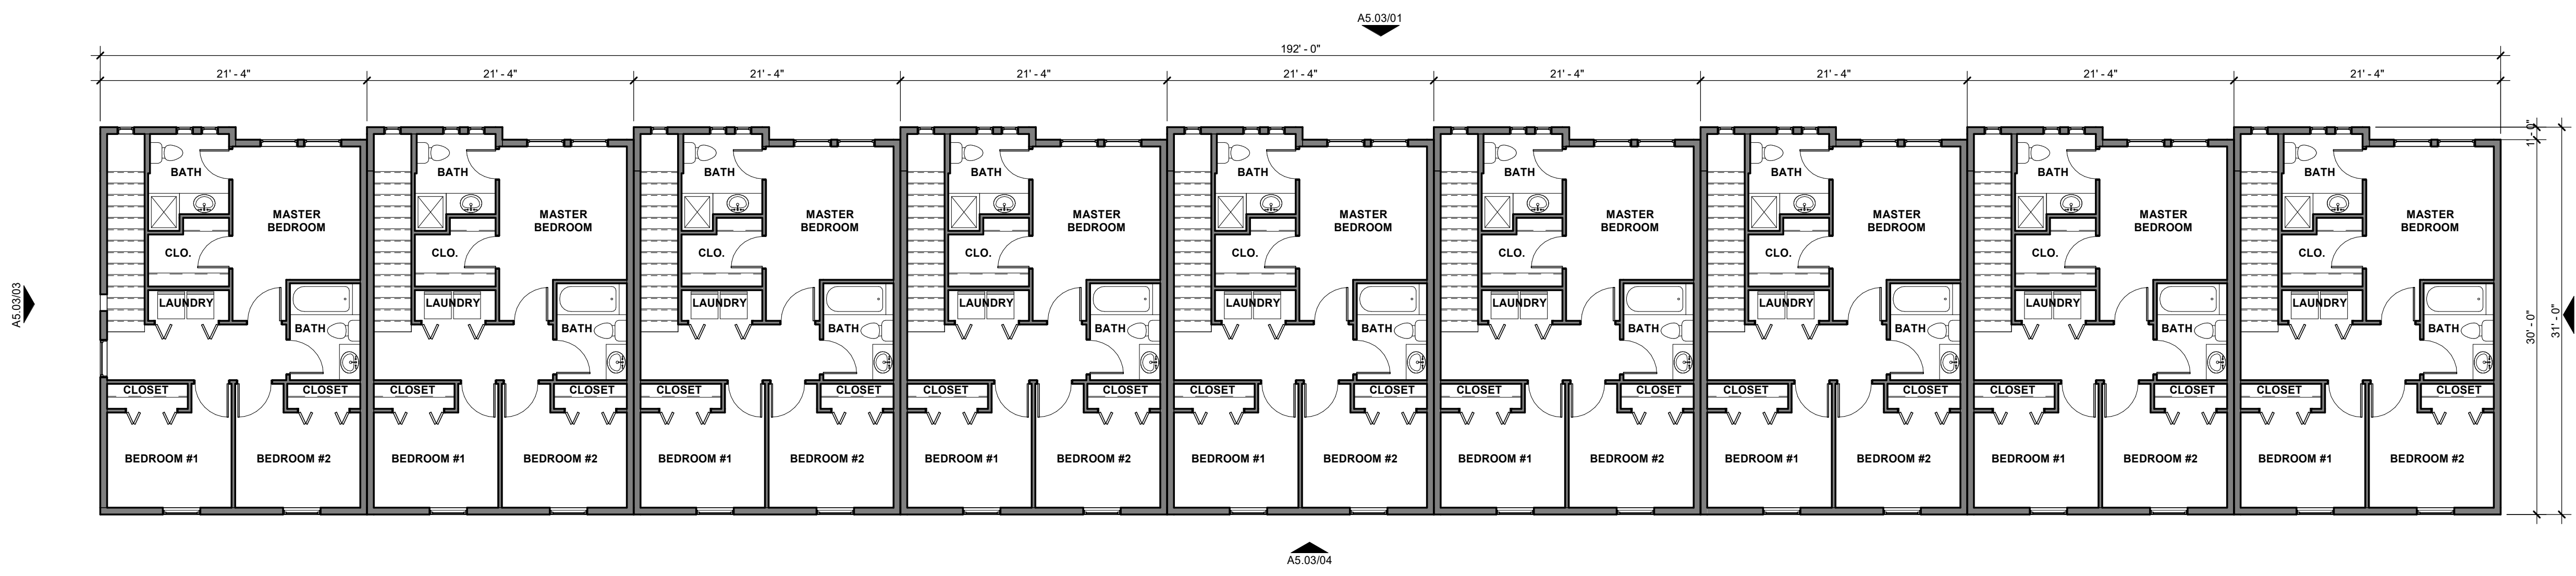 A5.03/01
192' - 0"
21' - 4" 21' - 4" 21' - 4" 21' - 4" 21' - 4" 21' - 4" 21' - 4" 21' - 4" 21' - 4"
1' - 0"
BATH BATH BATH BATH BATH BATH BATH BATH BATH
MASTER MASTER MASTER MASTER MASTER MASTER MASTER MASTER MASTER
BEDROOM BEDROOM BEDROOM BEDROOM BEDROOM BEDROOM BEDROOM BEDROOM BEDROOM
CLO. CLO. CLO. CLO. CLO. CLO. CLO. CLO. CLO.
A5.03/03
LAUNDRY LAUNDRY LAUNDRY LAUNDRY LAUNDRY LAUNDRY LAUNDRY LAUNDRY LAUNDRY
30' - 0"
31' - 0"
BATH BATH BATH BATH BATH BATH BATH BATH BATH
CLOSET CLOSET CLOSET CLOSET CLOSET CLOSET CLOSET CLOSET CLOSET CLOSET CLOSET CLOSET CLOSET CLOSET CLOSET CLOSET CLOSET CLOSET
BEDROOM #1 BEDROOM #2 BEDROOM #1 BEDROOM #2 BEDROOM #1 BEDROOM #2 BEDROOM #1 BEDROOM #2 BEDROOM #1 BEDROOM #2 BEDROOM #1 BEDROOM #2 BEDROOM #1 BEDROOM #2 BEDROOM #1 BEDROOM #2 BEDROOM #1 BEDROOM #2
A5.03/04